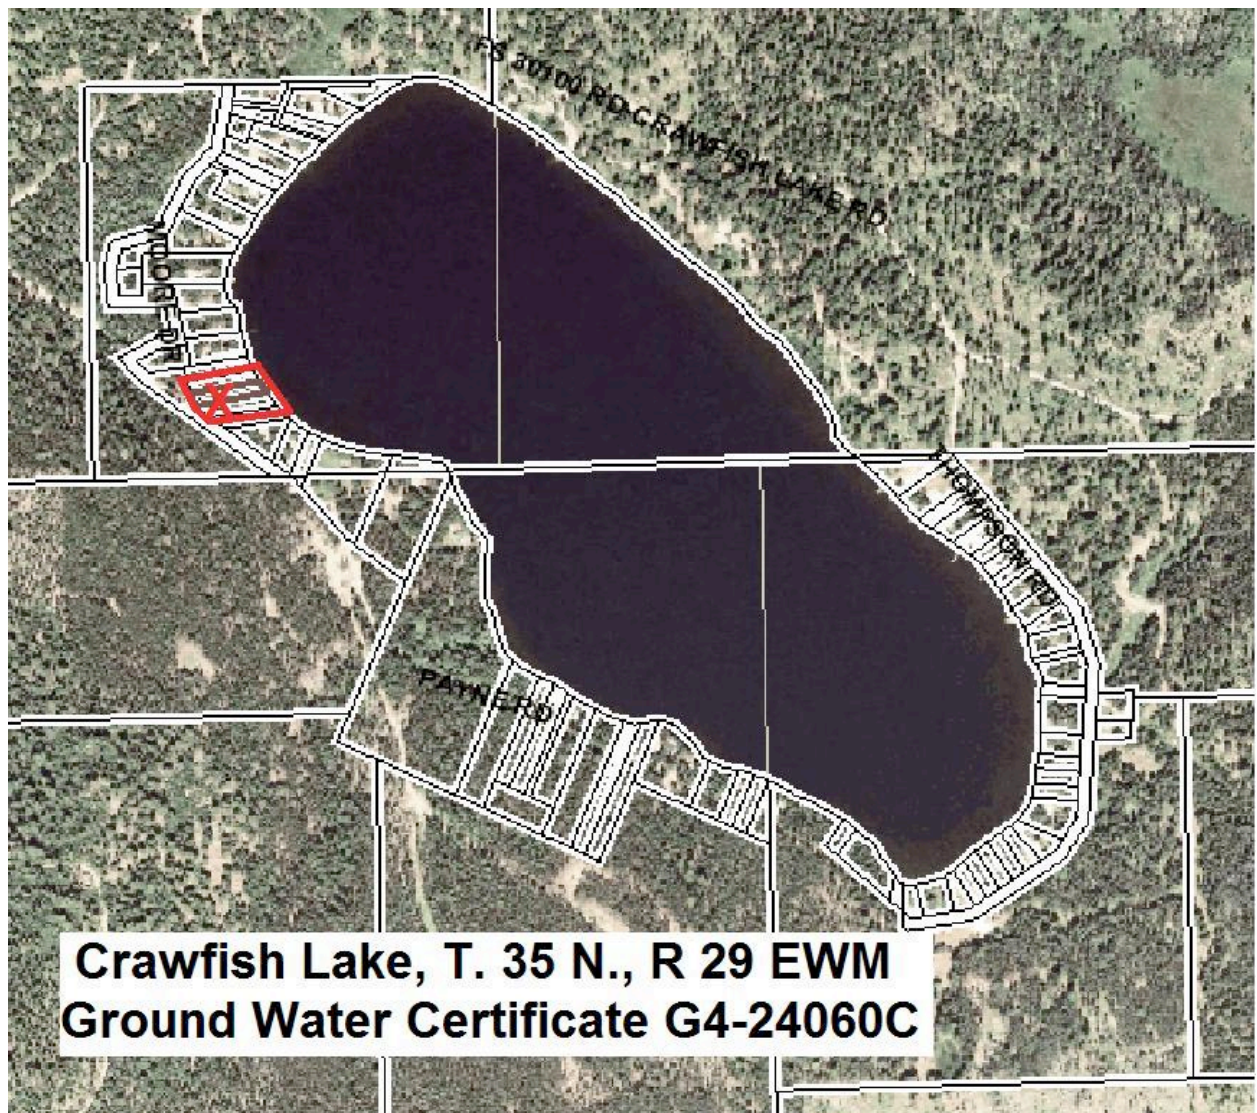 FS 30100 RD-CRAWFISH LAKE RD
MOORE DR
X
THOMPSON RD
PAYNE RD
Crawfish Lake, T. 35 N., R 29 EWM
Ground Water Certificate G4-24060C